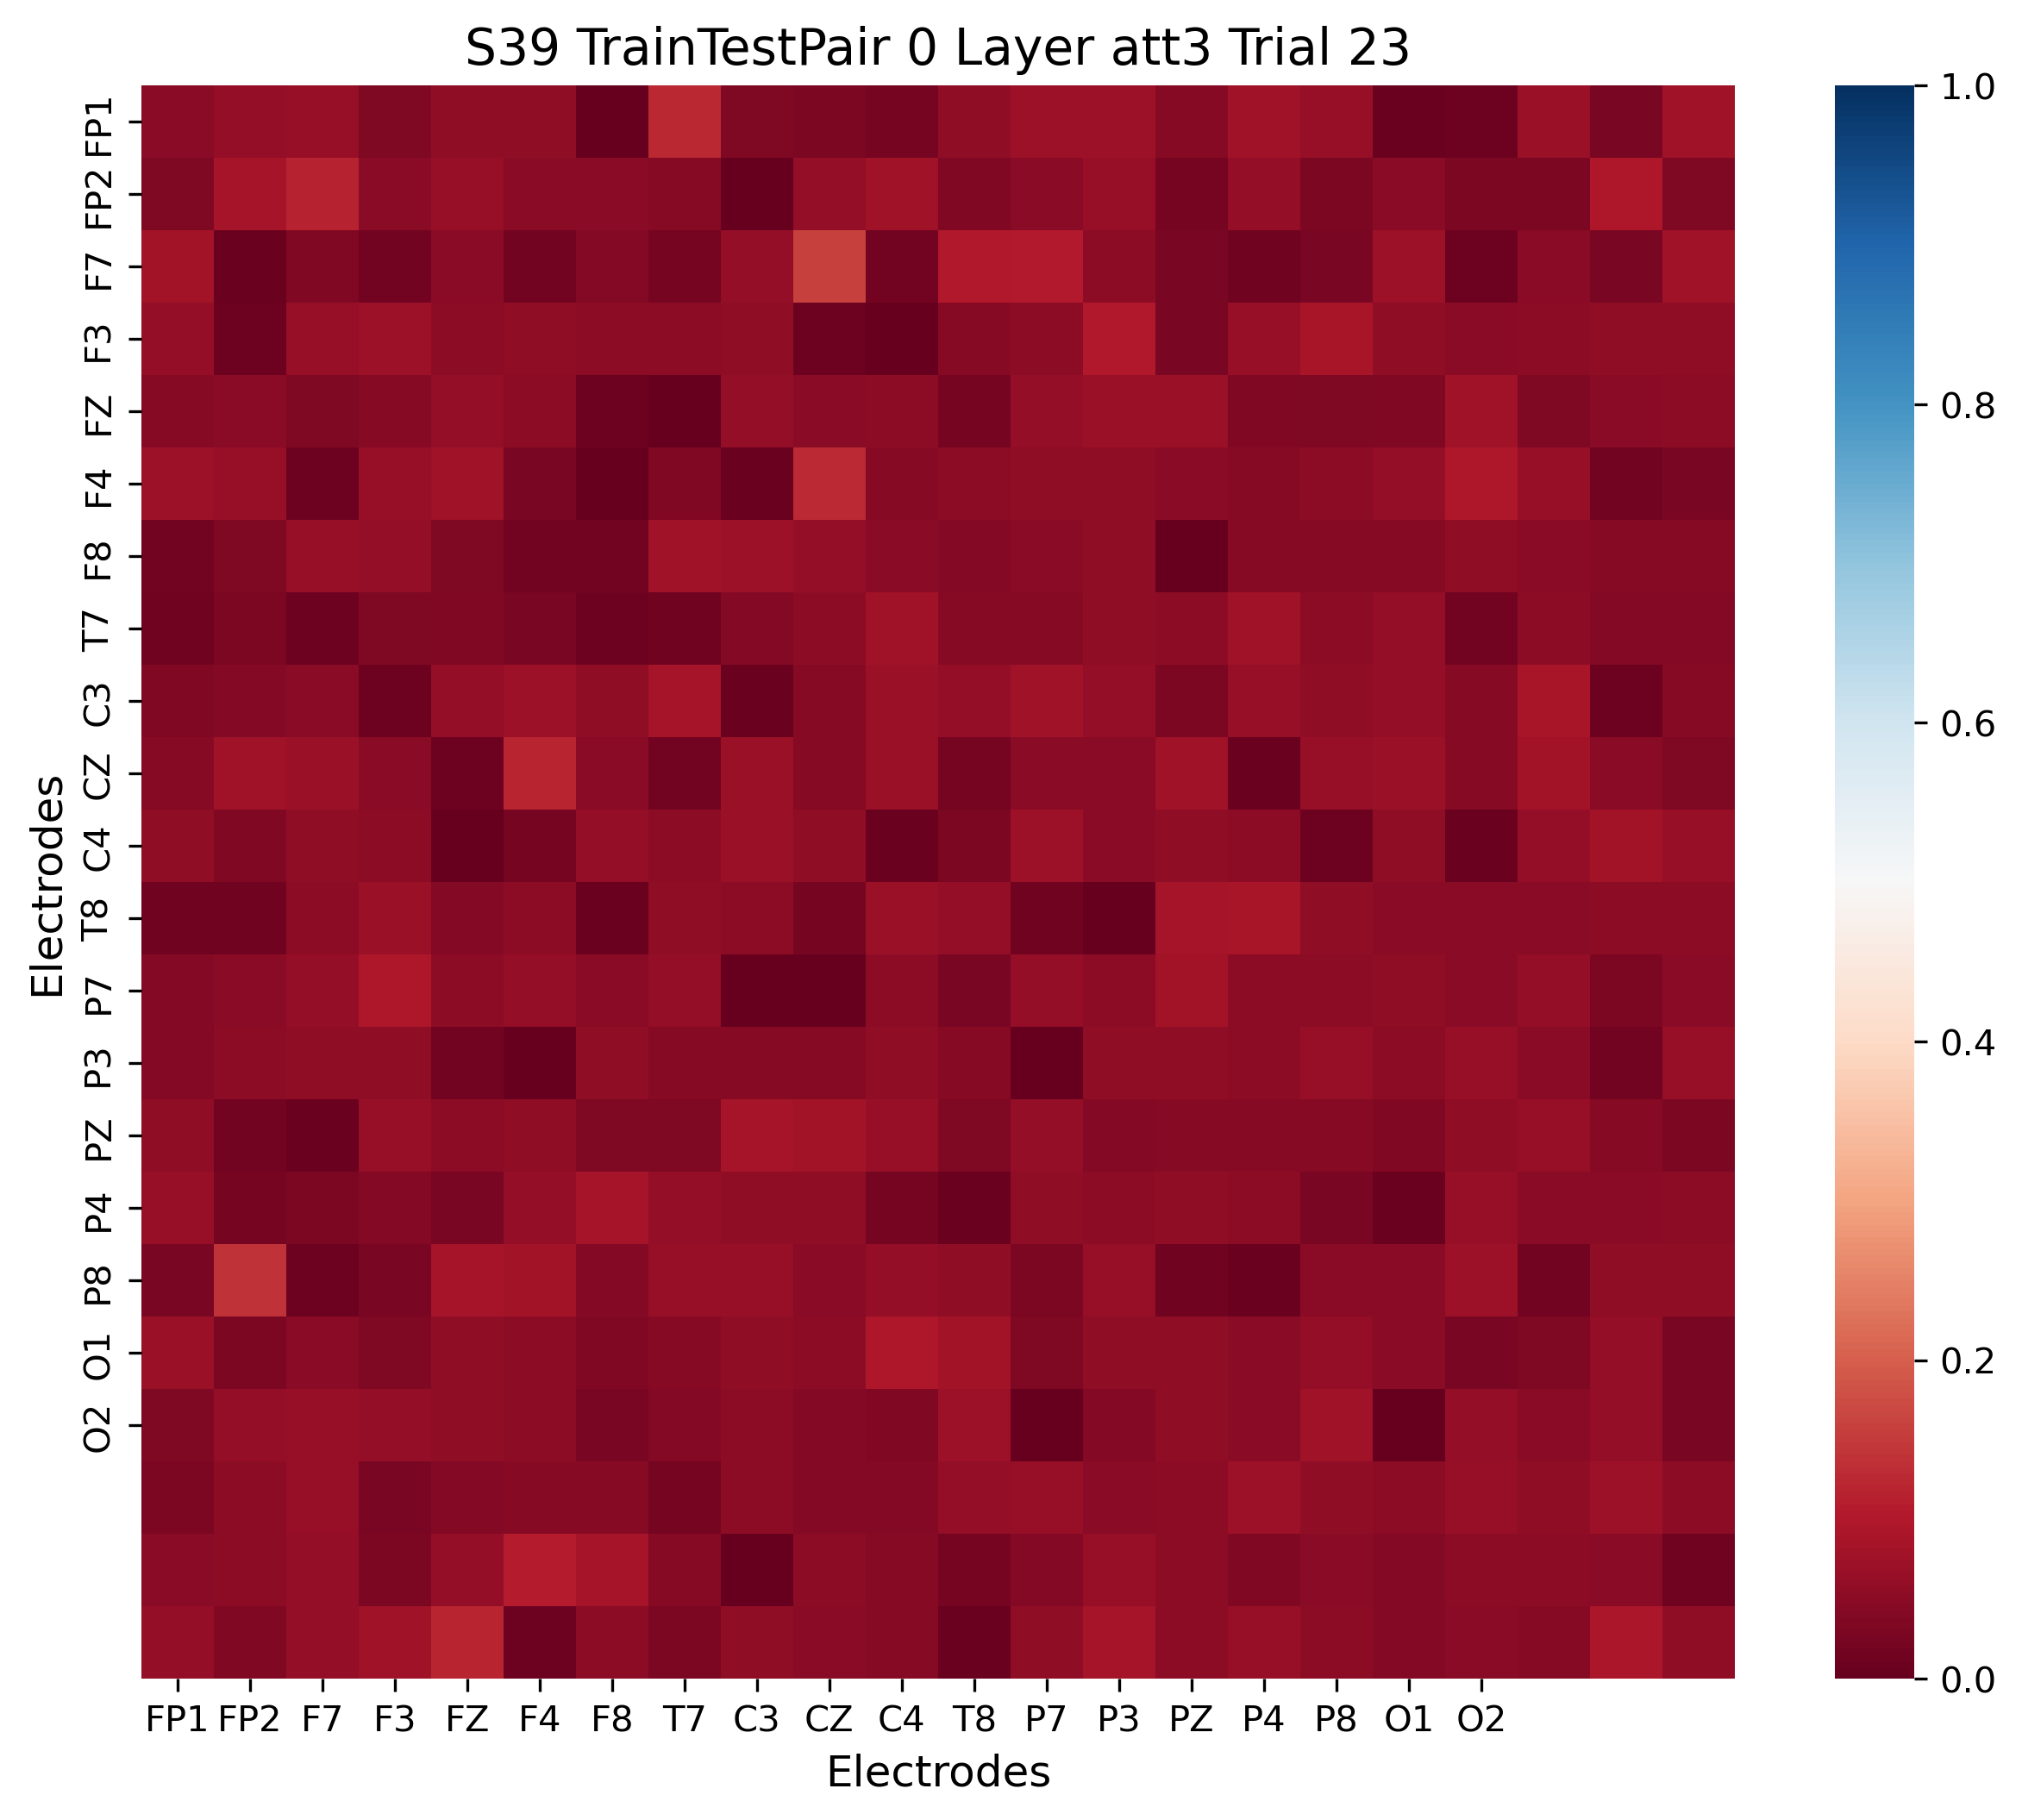 S39 TrainTestPair 0 Layer att3 Trial 23
Electrodes
FP1
FP2
F7
F3
FZ
F4
F8
T7
C3
CZ
C4
T8
P7
P3
PZ
P4
P8
O1
O2
FP1 FP2 F7 F3 FZ F4 F8 T7 C3 CZ C4 T8 P7 P3 PZ P4 P8 O1 O2
Electrodes
1.0
0.8
0.6
0.4
0.2
0.0